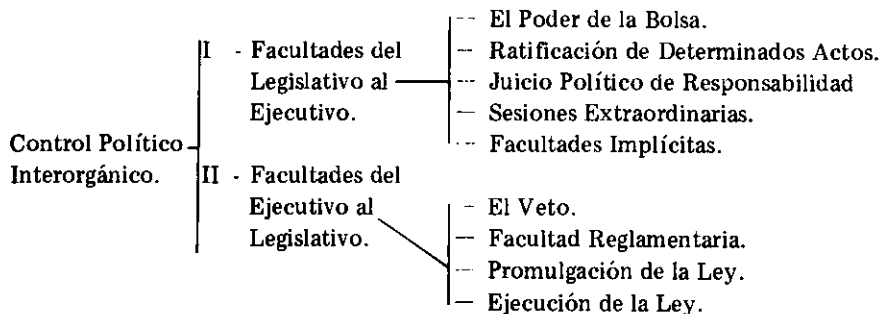 Control Político
Interorgánico.
I - Facultades del
Legislativo al
Ejecutivo.
-- El Poder de la Bolsa.
- Ratificación de Determinados Actos.
-- Juicio Político de Responsabilidad
- Sesiones Extraordinarias.
-- Facultades Implícitas.
II - Facultades del
Ejecutivo al
Legislativo.
- El Veto.
- Facultad Reglamentaria.
-- Promulgación de la Ley.
- Ejecución de la Ley.